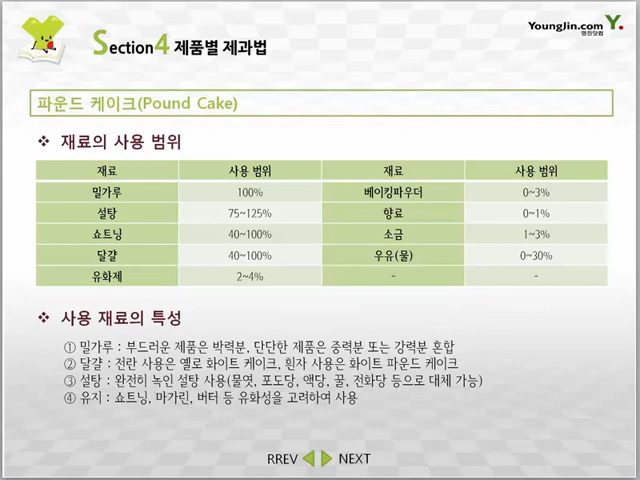 Section4 제품별 제과법
YoungJin.com Y.
영진닷컴
파운드 케이크(Pound Cake)
❖ 재료의 사용 범위
재료 사용 범위 재료 사용 범위
밀가루 100% 베이킹파우더 0~3%
설탕 75~125% 향료 0~1%
쇼트닝 40~100% 소금 1~3%
달걀 40~100% 우유(물) 0~30%
유화제 2~4% - -
❖ 사용 재료의 특성
① 밀가루 : 부드러운 제품은 박력분, 단단한 제품은 중력분 또는 강력분 혼합
② 달걀 : 전란 사용은 옐로 화이트 케이크, 흰자 사용은 화이트 파운드 케이크
③ 설탕 : 완전히 녹인 설탕 사용(물엿, 포도당, 액당, 꿀, 전화당 등으로 대체 가능)
④ 유지 : 쇼트닝, 마가린, 버터 등 유화성을 고려하여 사용
RREV NEXT